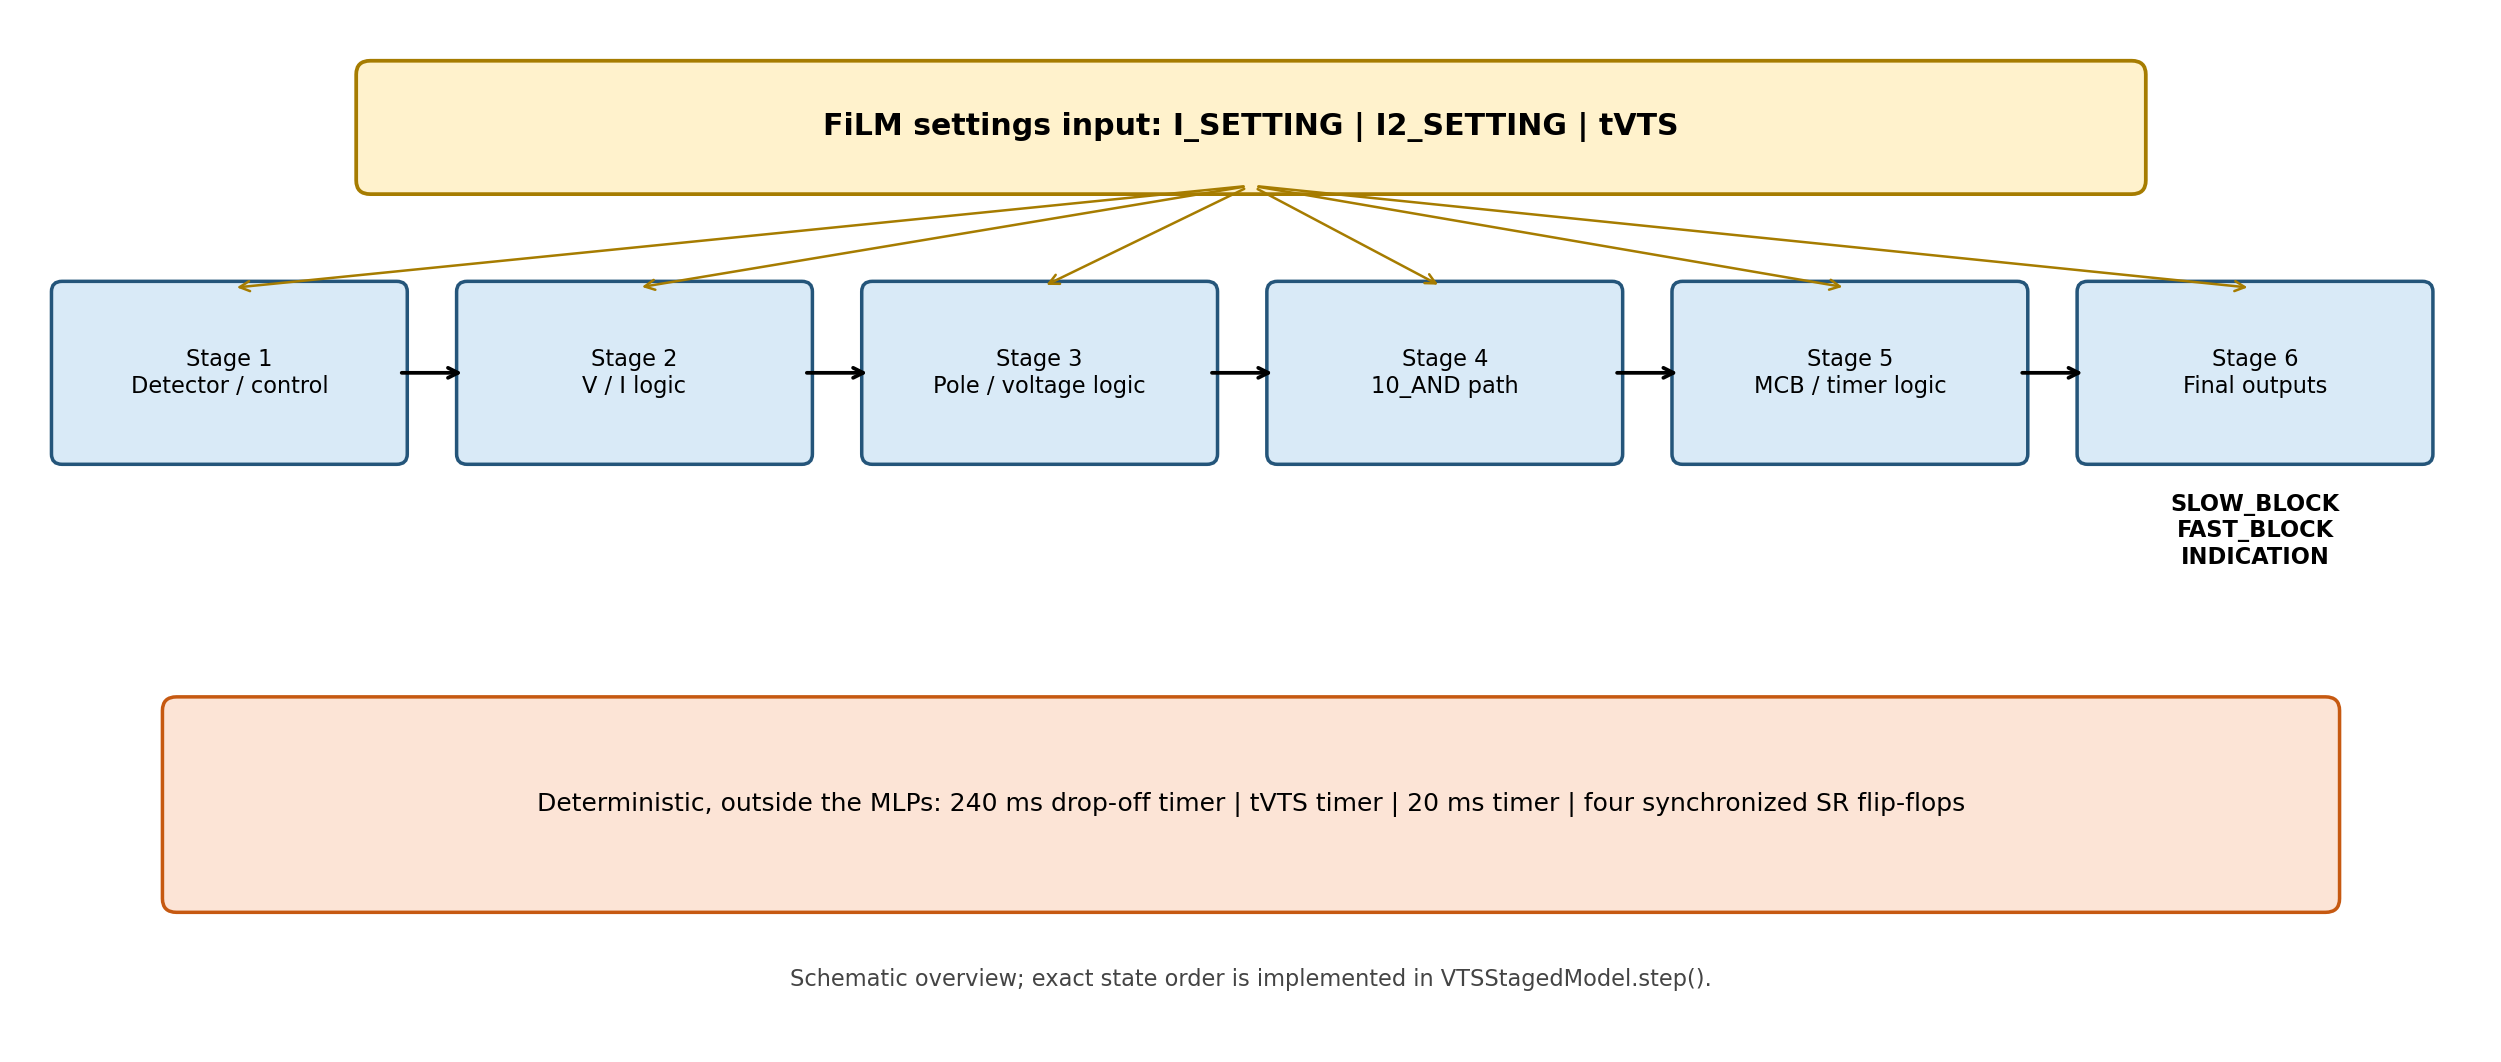 FiLM settings input: I_SETTING | I2_SETTING | tVTS
Stage 1
Detector / control
Stage 2
V / I logic
Stage 3
Pole / voltage logic
Stage 4
10_AND path
Stage 5
MCB / timer logic
Stage 6
Final outputs
SLOW_BLOCK
FAST_BLOCK
INDICATION
Deterministic, outside the MLPs: 240 ms drop-off timer | tVTS timer | 20 ms timer | four synchronized SR flip-flops
Schematic overview; exact state order is implemented in VTSStagedModel.step().